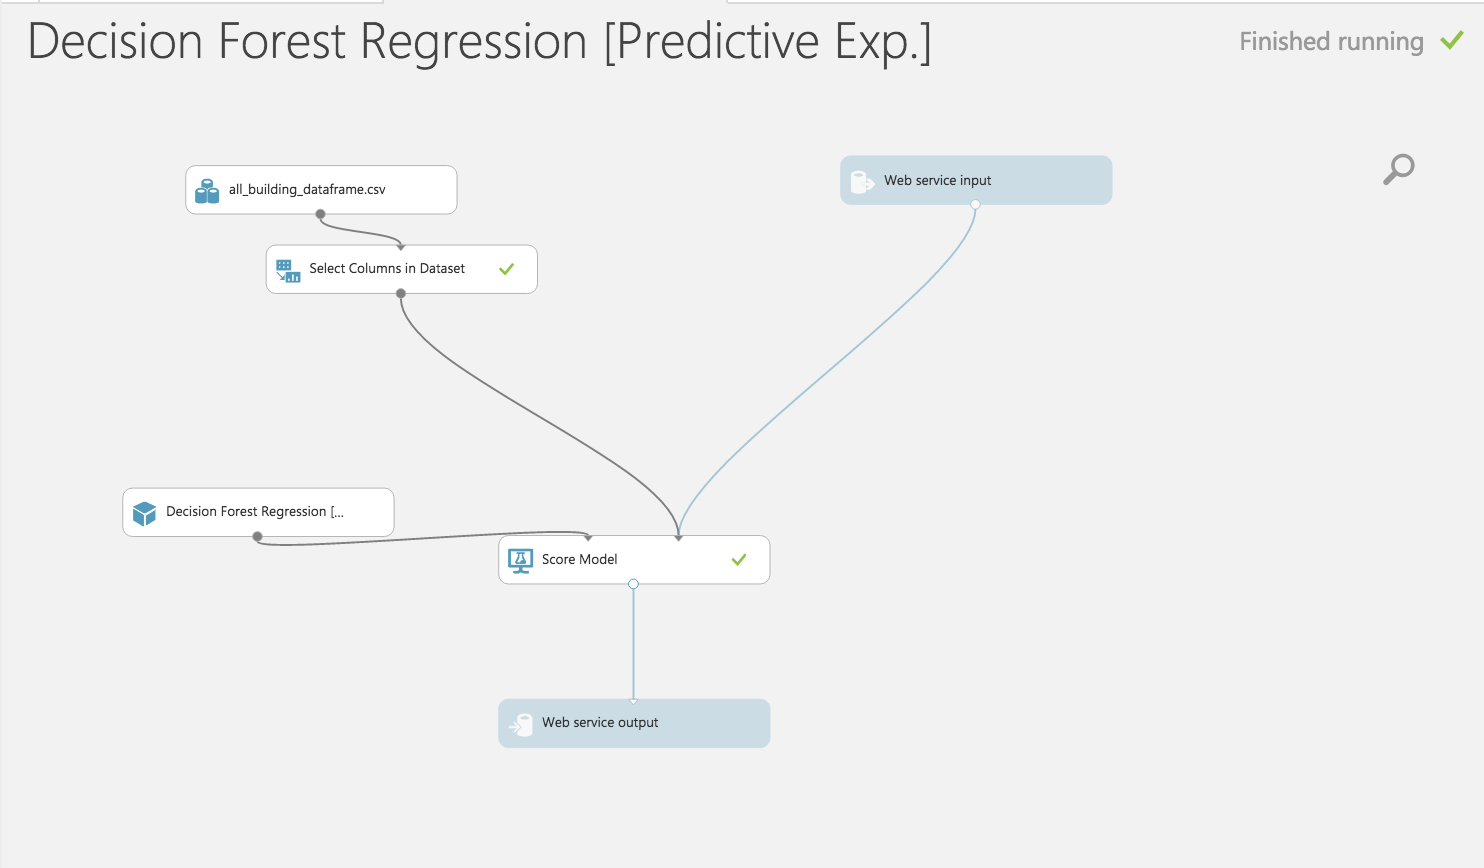 Decision Forest Regression [Predictive Exp.]
Finished running
all_building_dataframe.csv
Web service input
Select Columns in Dataset
Decision Forest Regression [...
Score Model
Web service output